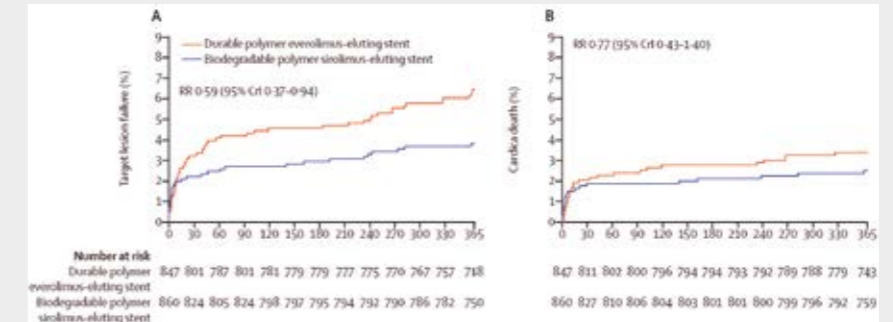 A
9
8
7
6
5
4
3
2
1
0
Target lesion failure (%)
Durable polymer everolimus-eluting stent
Biodegradable polymer sirolimus-eluting stent
RR 0·59 (95% CrI 0·37–0·94)
0 30 60 90 120 150 180 210 240 270 300 330 365
B
9
8
7
6
5
4
3
2
1
0
Cardica death (%)
RR 0·77 (95% CrI 0·43–1·40)
0 30 60 90 120 150 180 210 240 270 300 330 365
Number at risk
Durable polymer everolimus-eluting stent
847 801 787 801 781 779 779 777 775 770 767 757 718
847 811 802 800 796 794 794 793 792 789 788 779 743
Biodegradable polymer sirolimus-eluting stent
860 824 805 824 798 797 795 794 792 790 786 782 750
860 827 810 806 804 803 801 801 800 799 796 792 759